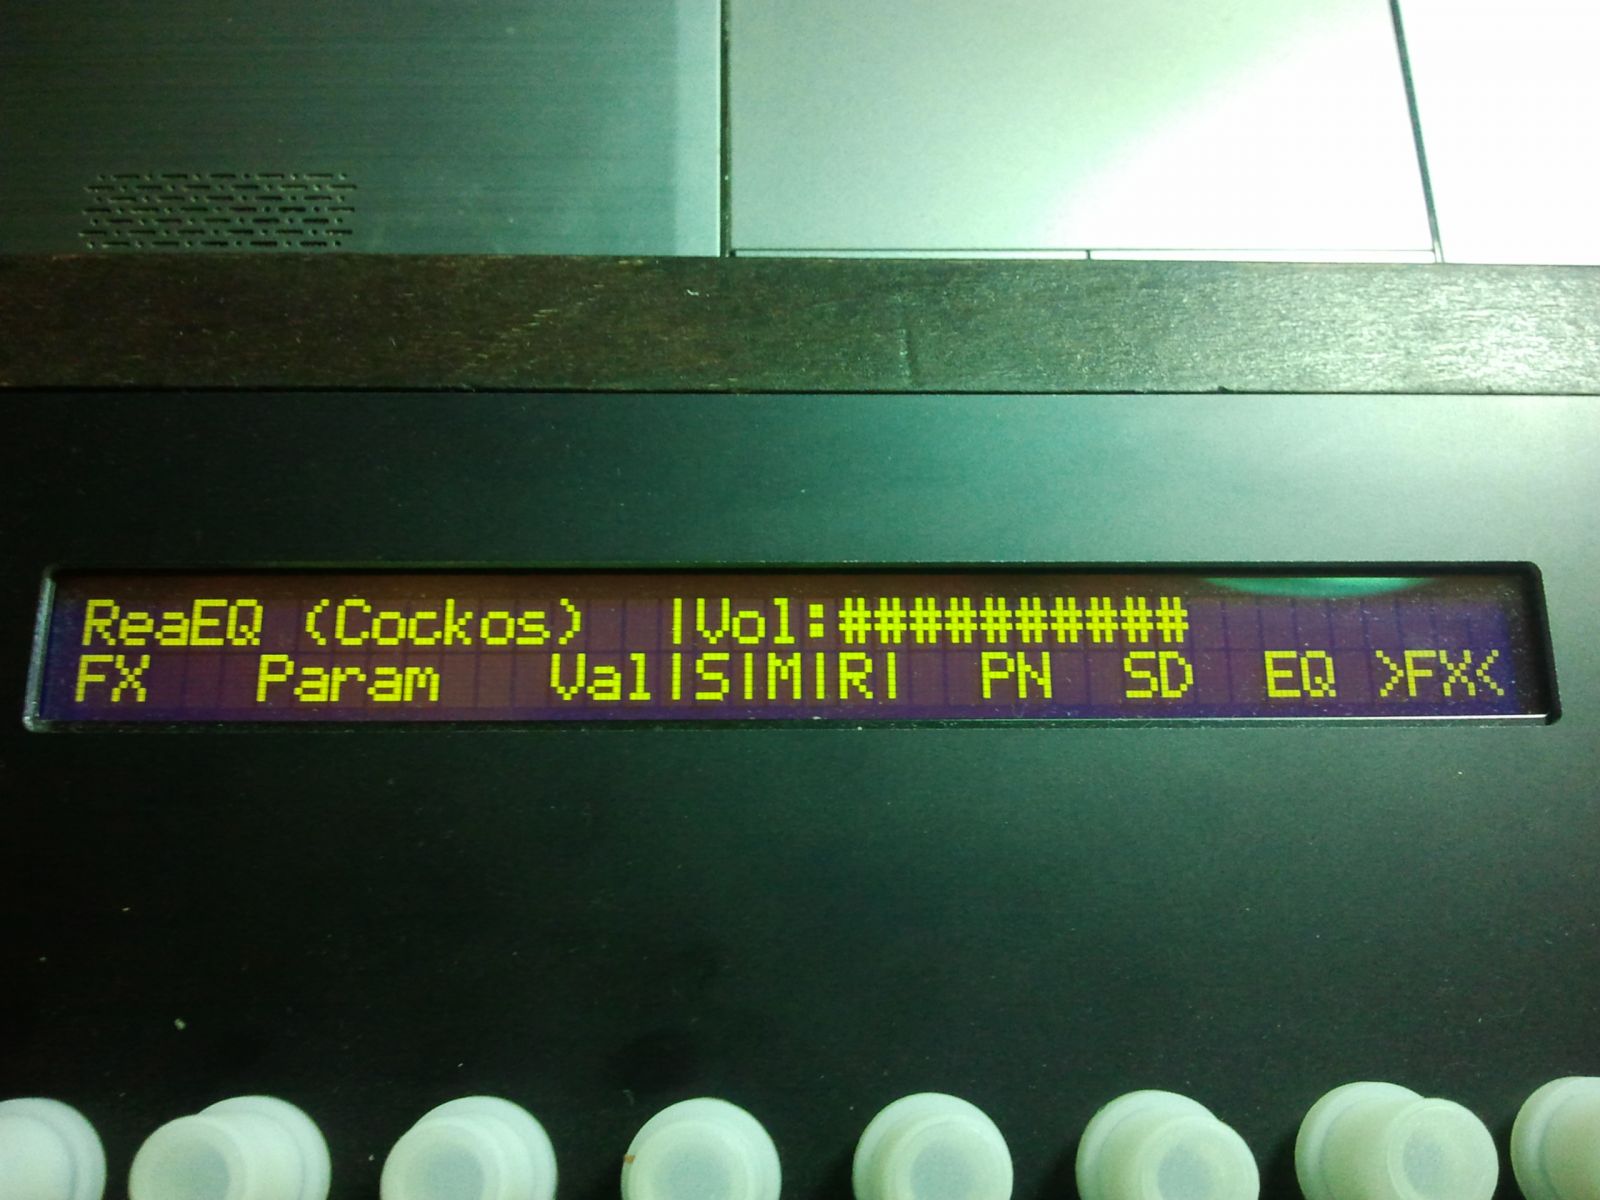 ReaEQ (Cockos) |Vol:##########
FX Param Val|S|M|R| PN SD EQ >FX<